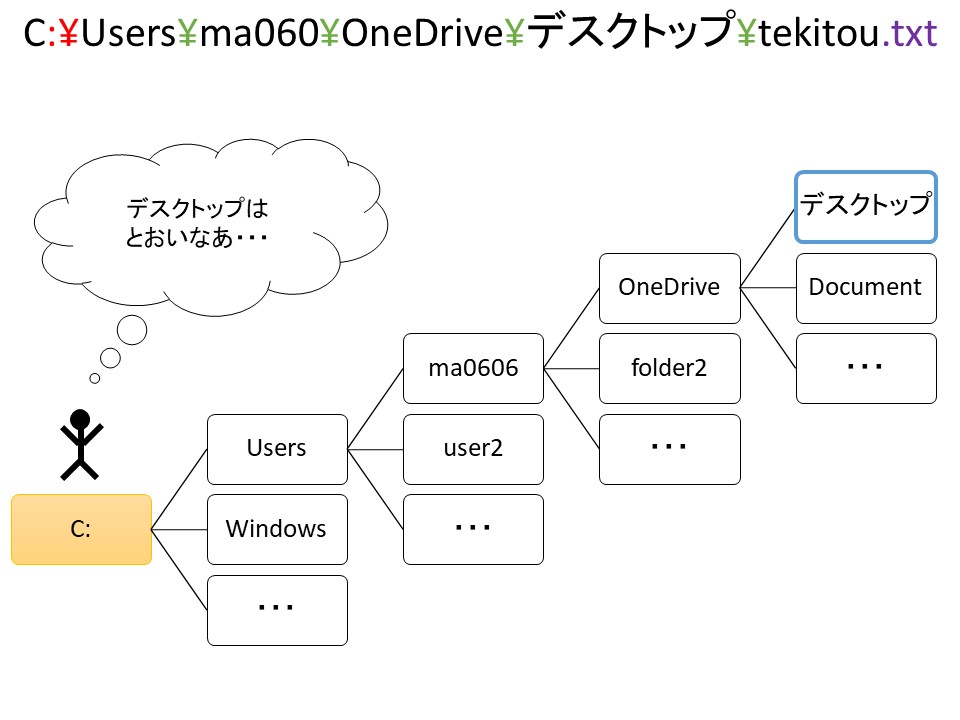 C:¥Users¥ma060¥OneDrive¥デスクトップ¥tekitou.txt
デスクトップは
とおいなあ・・・
デスクトップ
OneDrive
Document
ma0606
folder2
・・・
Users
user2
・・・
C:
Windows
・・・
・・・